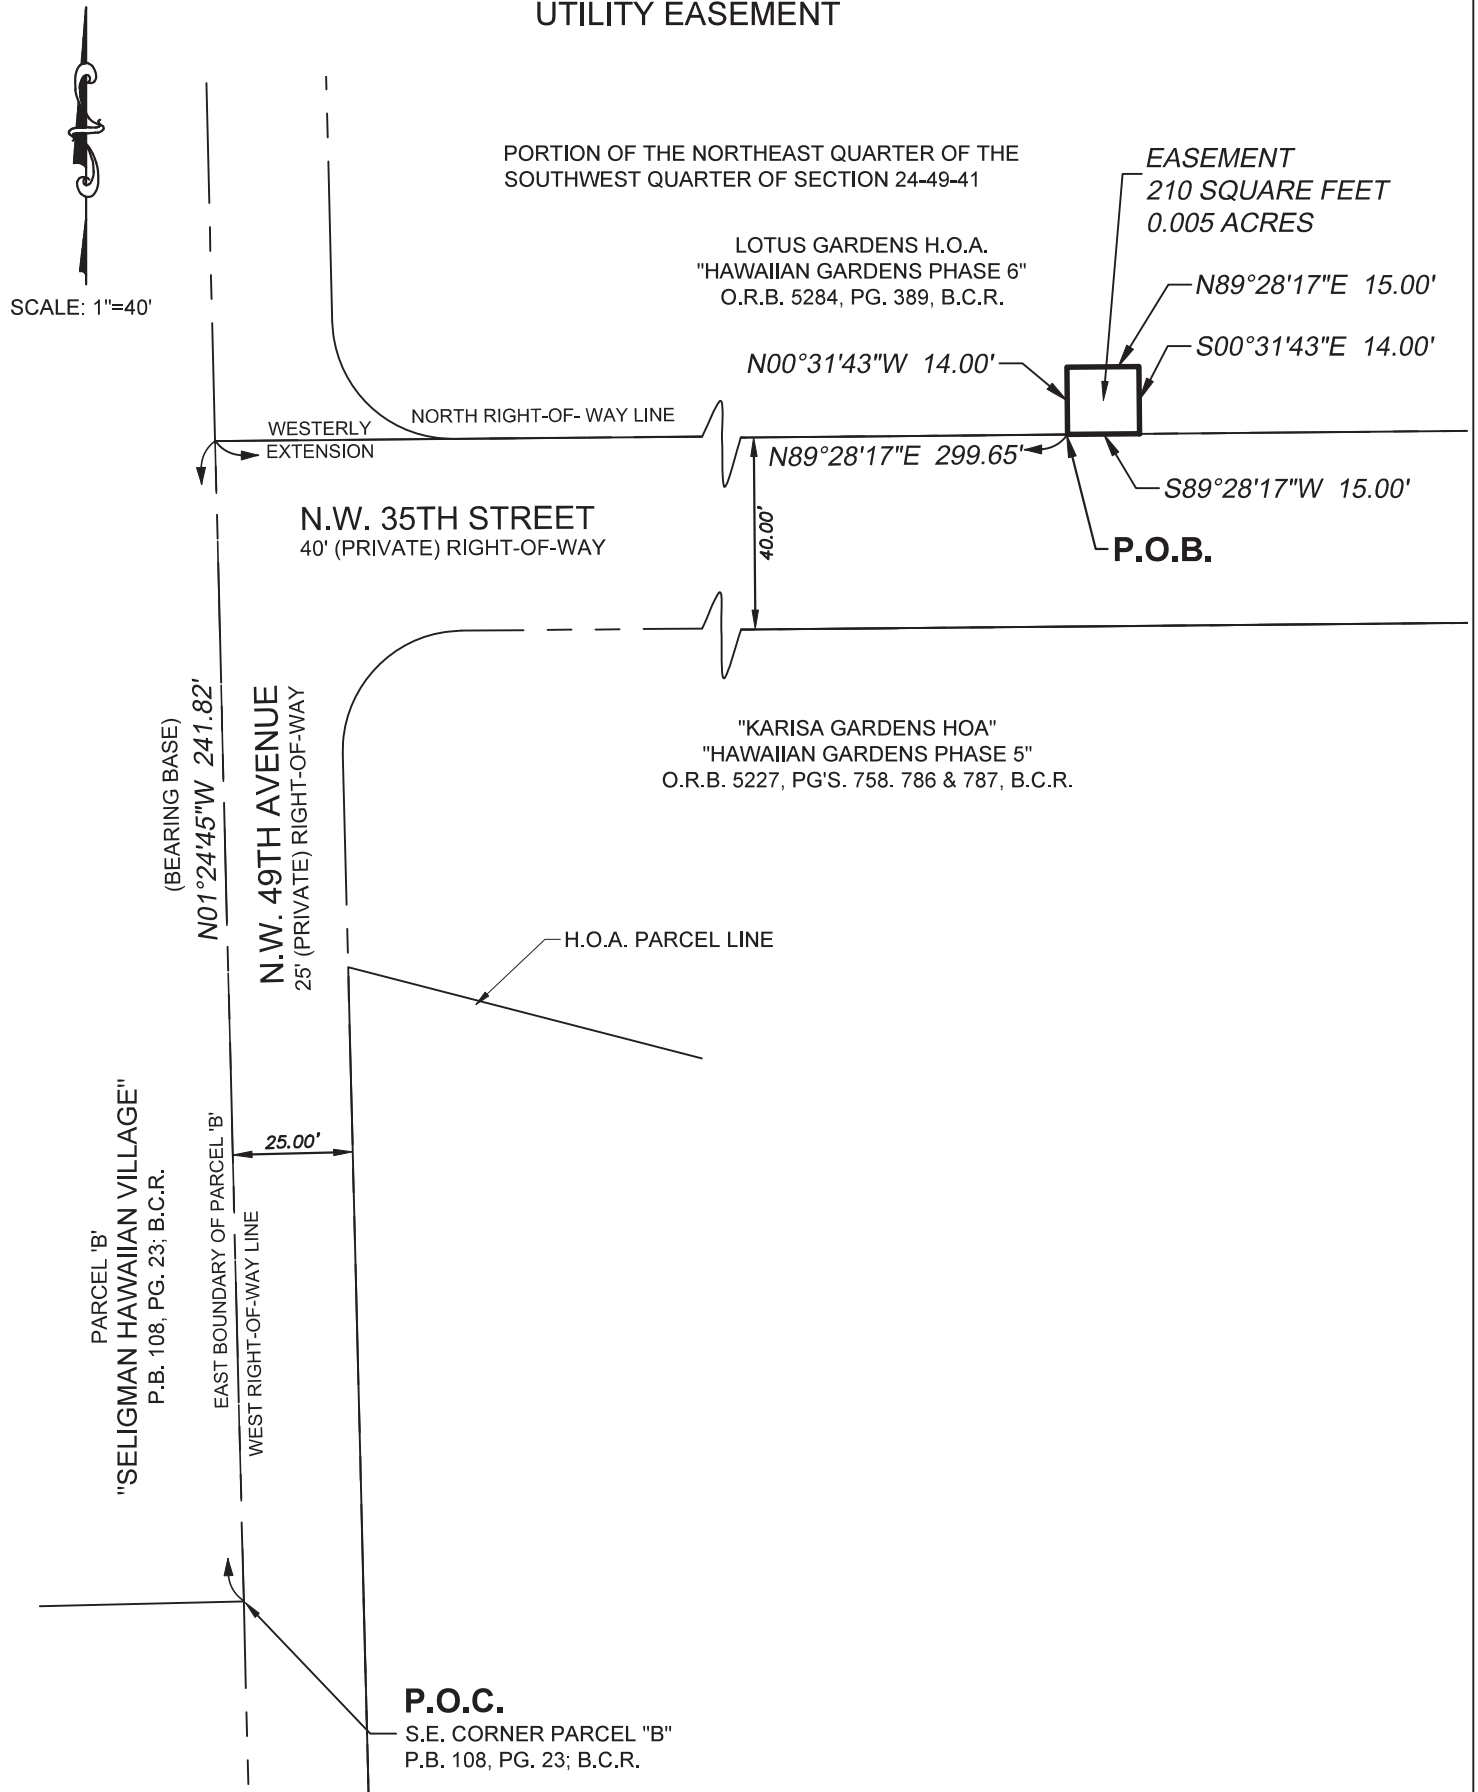 UTILITY EASEMENT
SCALE: 1"=40'
PORTION OF THE NORTHEAST QUARTER OF THE
SOUTHWEST QUARTER OF SECTION 24-49-41
EASEMENT
210 SQUARE FEET
0.005 ACRES
LOTUS GARDENS H.O.A.
"HAWAIIAN GARDENS PHASE 6"
O.R.B. 5284, PG. 389, B.C.R.
N89°28'17"E 15.00'
S00°31'43"E 14.00'
N00°31'43"W 14.00'
NORTH RIGHT-OF- WAY LINE
WESTERLY
EXTENSION
N89°28'17"E 299.65'
S89°28'17"W 15.00'
N.W. 35TH STREET
40' (PRIVATE) RIGHT-OF-WAY
40.00'
P.O.B.
(BEARING BASE)
N01°24'45"W 241.82'
N.W. 49TH AVENUE
25' (PRIVATE) RIGHT-OF-WAY
"KARISA GARDENS HOA"
"HAWAIIAN GARDENS PHASE 5"
O.R.B. 5227, PG'S. 758. 786 & 787, B.C.R.
H.O.A. PARCEL LINE
25.00'
PARCEL 'B'
"SELIGMAN HAWAIIAN VILLAGE"
P.B. 108, PG. 23; B.C.R.
EAST BOUNDARY OF PARCEL 'B'
WEST RIGHT-OF-WAY LINE
P.O.C.
S.E. CORNER PARCEL "B"
P.B. 108, PG. 23; B.C.R.